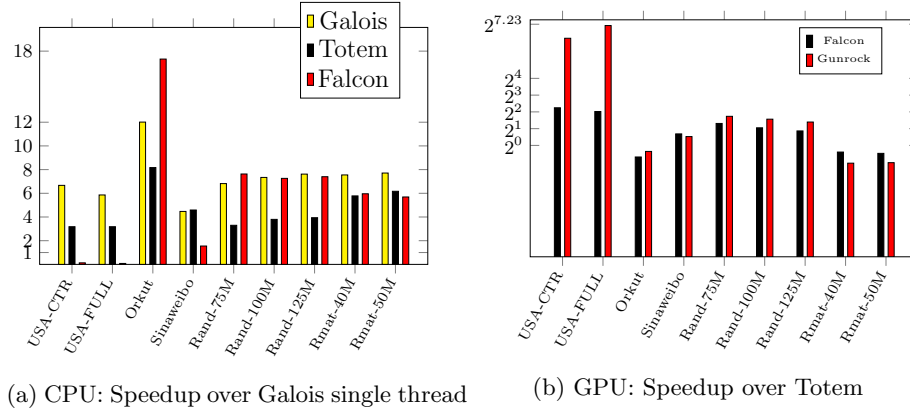 Galois
Totem
Falcon
18
12
8
6
4
2
1
USA-CTR
USA-FULL
Orkut
Sinaweibo
Rand-75M
Rand-100M
Rand-125M
Rmat-40M
Rmat-50M
(a) CPU: Speedup over Galois single thread
Falcon
Gunrock
2^7.23
2^4
2^3
2^2
2^1
2^0
USA-CTR
USA-FULL
Orkut
Sinaweibo
Rand-75M
Rand-100M
Rand-125M
Rmat-40M
Rmat-50M
(b) GPU: Speedup over Totem